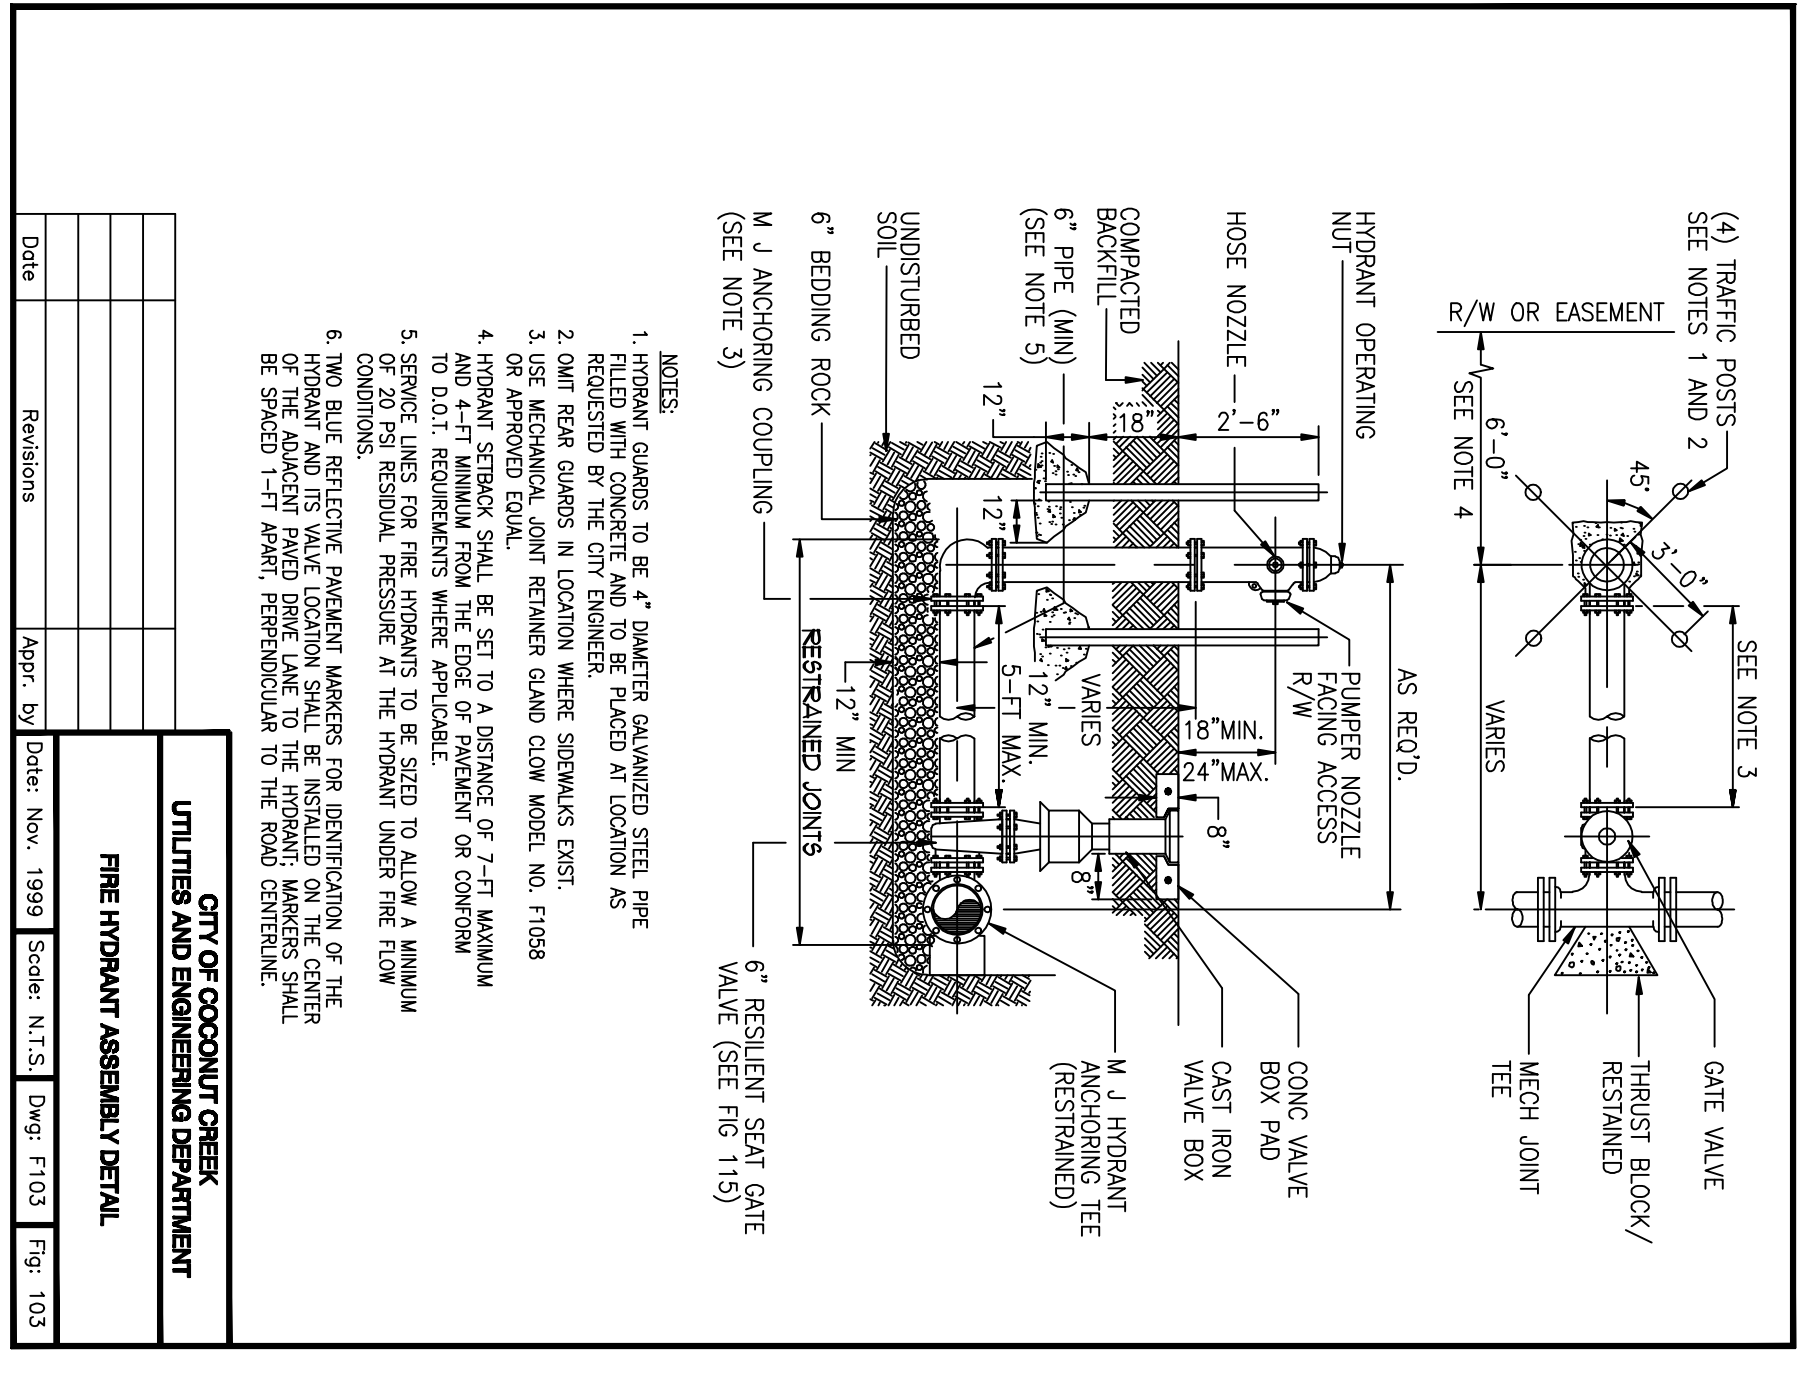 (4) TRAFFIC POSTS
SEE NOTES 1 AND 2
R/W OR EASEMENT
6'-0"
SEE NOTE 4
45°
3'-0"
VARIES
SEE NOTE 3
GATE VALVE
THRUST BLOCK/
RESTAINED
MECH JOINT
TEE
HYDRANT OPERATING
NUT
HOSE NOZZLE
COMPACTED
BACKFILL
6" PIPE (MIN)
(SEE NOTE 5)
UNDISTURBED
SOIL
6" BEDDING ROCK
M J ANCHORING COUPLING
(SEE NOTE 3)
2'-6"
18"
12"
12"
AS REQ'D.
PUMPER NOZZLE
FACING ACCESS
R/W
18"MIN.
24"MAX.
VARIES
12" MIN.
5-FT MAX.
8"
8"
12" MIN
RESTRAINED JOINTS
CONC VALVE
BOX PAD
CAST IRON
VALVE BOX
M J HYDRANT
ANCHORING TEE
(RESTRAINED)
6" RESILIENT SEAT GATE
VALVE (SEE FIG 115)
NOTES:
1. HYDRANT GUARDS TO BE 4" DIAMETER GALVANIZED STEEL PIPE
FILLED WITH CONCRETE AND TO BE PLACED AT LOCATION AS
REQUESTED BY THE CITY ENGINEER.
2. OMIT REAR GUARDS IN LOCATION WHERE SIDEWALKS EXIST.
3. USE MECHANICAL JOINT RETAINER GLAND CLOW MODEL NO. F1058
OR APPROVED EQUAL.
4. HYDRANT SETBACK SHALL BE SET TO A DISTANCE OF 7-FT MAXIMUM
AND 4-FT MINIMUM FROM THE EDGE OF PAVEMENT OR CONFORM
TO D.O.T. REQUIREMENTS WHERE APPLICABLE.
5. SERVICE LINES FOR FIRE HYDRANTS TO BE SIZED TO ALLOW A MINIMUM
OF 20 PSI RESIDUAL PRESSURE AT THE HYDRANT UNDER FIRE FLOW
CONDITIONS.
6. TWO BLUE REFLECTIVE PAVEMENT MARKERS FOR IDENTIFICATION OF THE
HYDRANT AND ITS VALVE LOCATION SHALL BE INSTALLED ON THE CENTER
OF THE ADJACENT PAVED DRIVE LANE TO THE HYDRANT; MARKERS SHALL
BE SPACED 1-FT APART, PERPENDICULAR TO THE ROAD CENTERLINE.
Date
Revisions
Appr. by
CITY OF COCONUT CREEK
UTILITIES AND ENGINEERING DEPARTMENT
FIRE HYDRANT ASSEMBLY DETAIL
Date: Nov. 1999
Scale: N.T.S.
Dwg: F103
Fig: 103